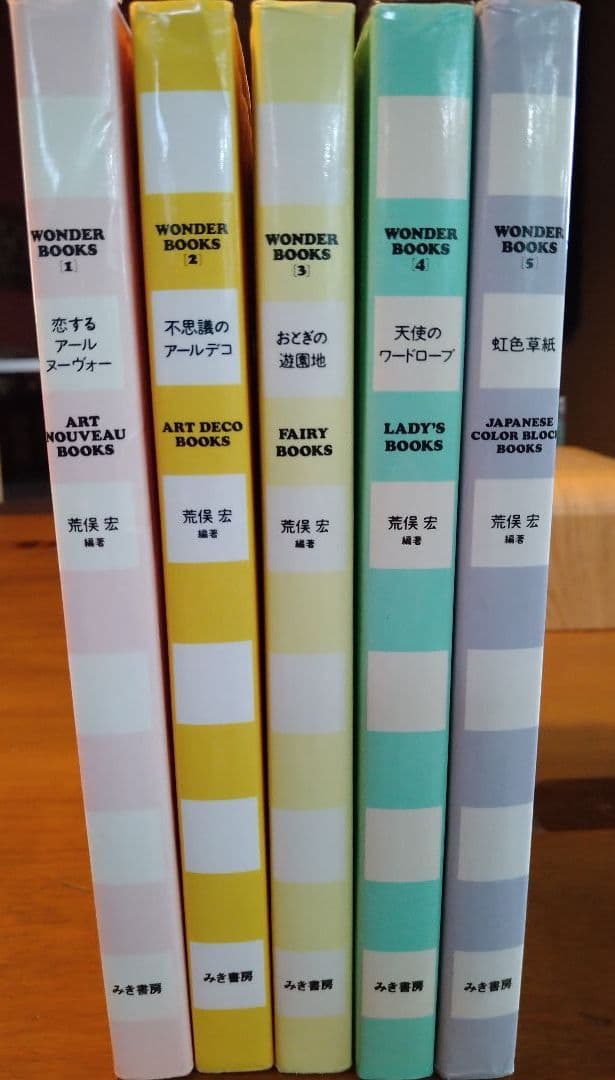 WONDER
BOOKS
[1]
恋する
アール
ヌーヴォー
ART
NOUVEAU
BOOKS
荒俣 宏
編著
みき書房
WONDER
BOOKS
[2]
不思議の
アールデコ
ART DECO
BOOKS
荒俣 宏
編著
みき書房
WONDER
BOOKS
[3]
おとぎの
遊園地
FAIRY
BOOKS
荒俣 宏
編著
みき書房
WONDER
BOOKS
[4]
天使の
ワードローブ
LADY'S
BOOKS
荒俣 宏
編著
みき書房
WONDER
BOOKS
[5]
虹色草紙
JAPANESE
COLOR BLOCK
BOOKS
荒俣 宏
編著
みき書房